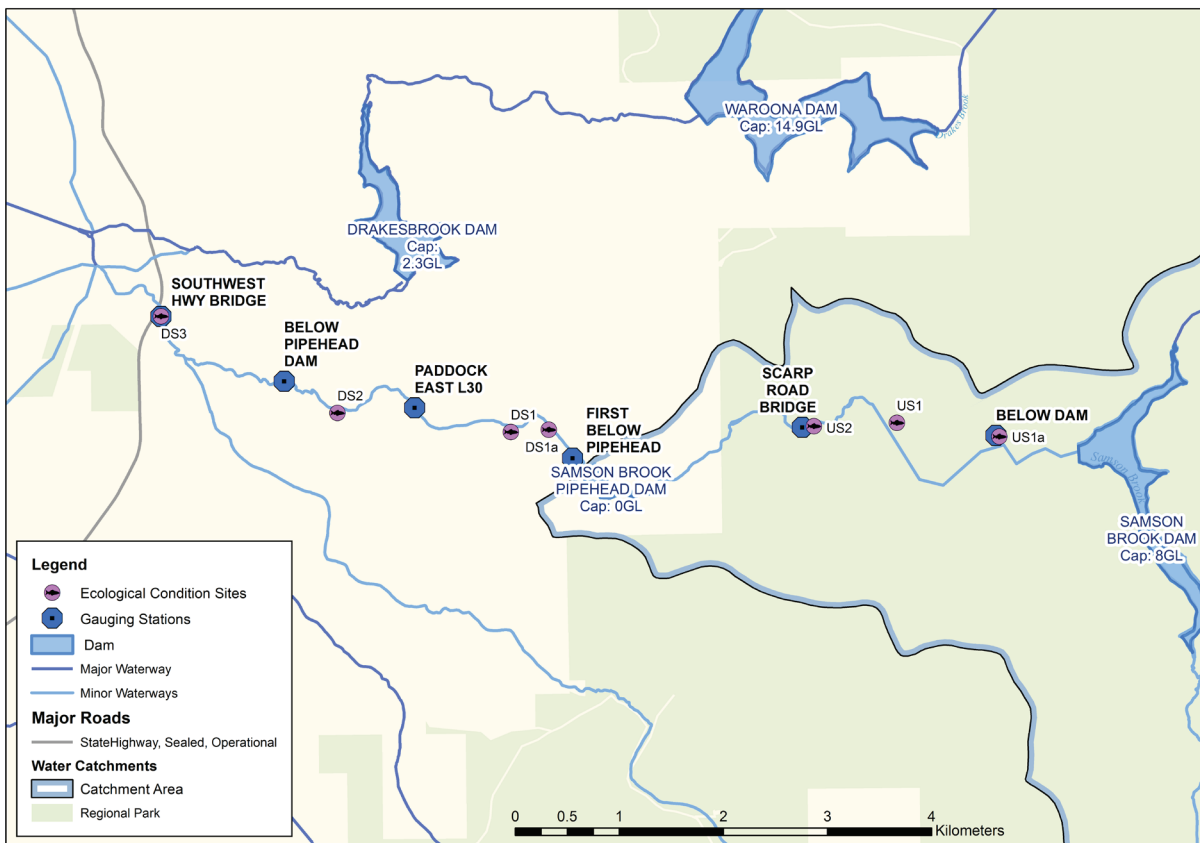 WAROONA DAM
Cap: 14.9GL
Drakes Brook
DRAKESBROOK DAM
Cap:
2.3GL
SOUTHWEST
HWY BRIDGE
DS3
BELOW
PIPEHEAD
DAM
DS2
PADDOCK
EAST L30
DS1
DS1a
FIRST
BELOW
PIPEHEAD
SAMSON BROOK
PIPEHEAD DAM
Cap: 0GL
SCARP
ROAD
BRIDGE
US2
US1
BELOW DAM
US1a
Samson Brook
SAMSON
BROOK DAM
Cap: 8GL
Legend
Ecological Condition Sites
Gauging Stations
Dam
Major Waterway
Minor Waterways
Major Roads
StateHighway, Sealed, Operational
Water Catchments
Catchment Area
Regional Park
0 0.5 1 2 3 4
Kilometers